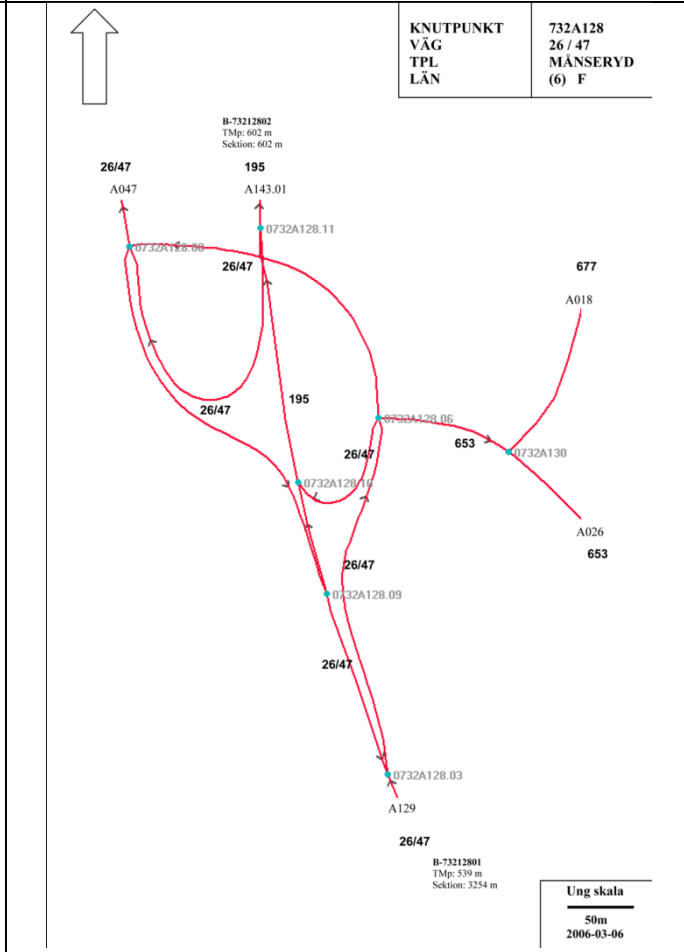 KNUTPUNKT 732A128
VÄG 26 / 47
TPL MÅNSERYD
LÄN (6) F
B-73212802
TMp: 602 m
Sektion: 602 m
26/47
195
A047
A143.01
0732A128.11
0732A128.08
26/47
677
A018
26/47
195
0732A128.06
653
26/47
0732A130
0732A128.10
A026
653
26/47
0732A128.09
26/47
0732A128.03
A129
26/47
B-73212801
TMp: 539 m
Sektion: 3254 m
Ung skala
50m
2006-03-06